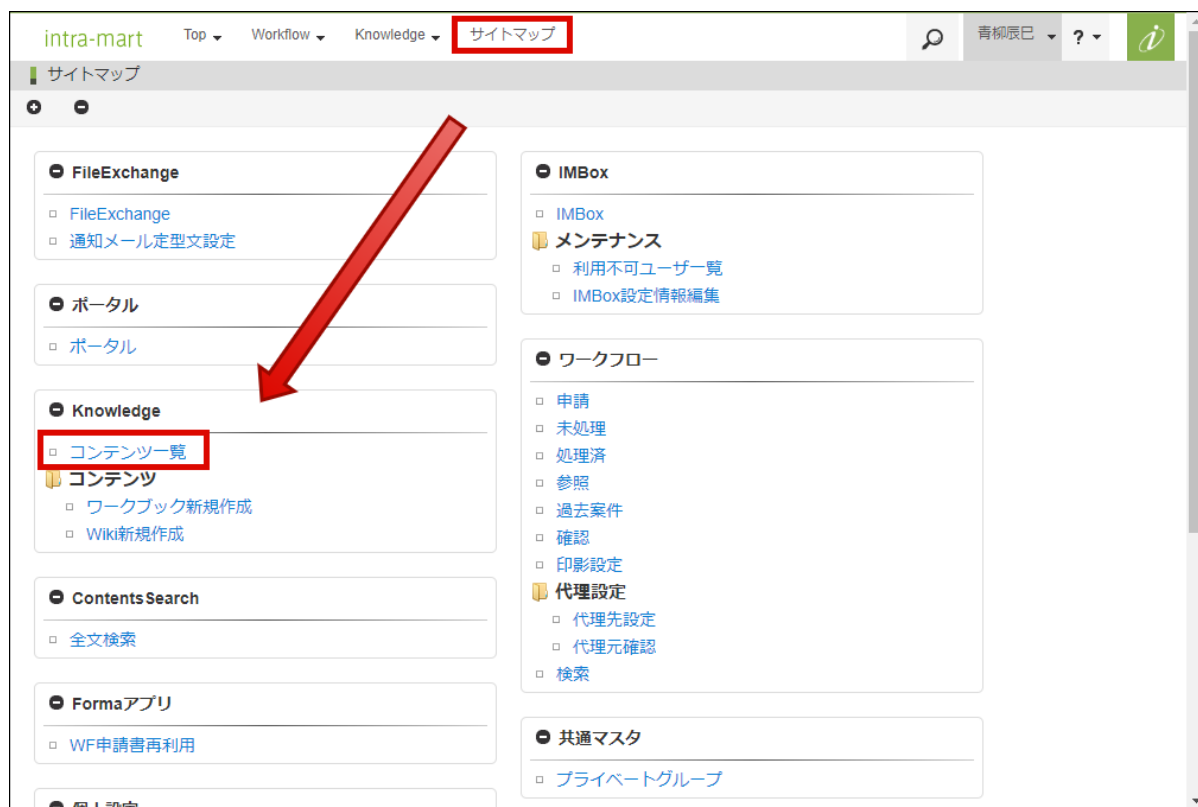 intra-mart Top Workflow Knowledge サイトマップ 青柳辰巳 ?
サイトマップ
FileExchange
FileExchange
通知メール定型文設定
ポータル
ポータル
Knowledge
コンテンツ一覧
コンテンツ
ワークブック新規作成
Wiki新規作成
ContentsSearch
全文検索
Formaアプリ
WF申請書再利用
個人設定
IMBox
IMBox
メンテナンス
利用不可ユーザ一覧
IMBox設定情報編集
ワークフロー
申請
未処理
処理済
参照
過去案件
確認
印影設定
代理設定
代理先設定
代理元確認
検索
共通マスタ
プライベートグループ